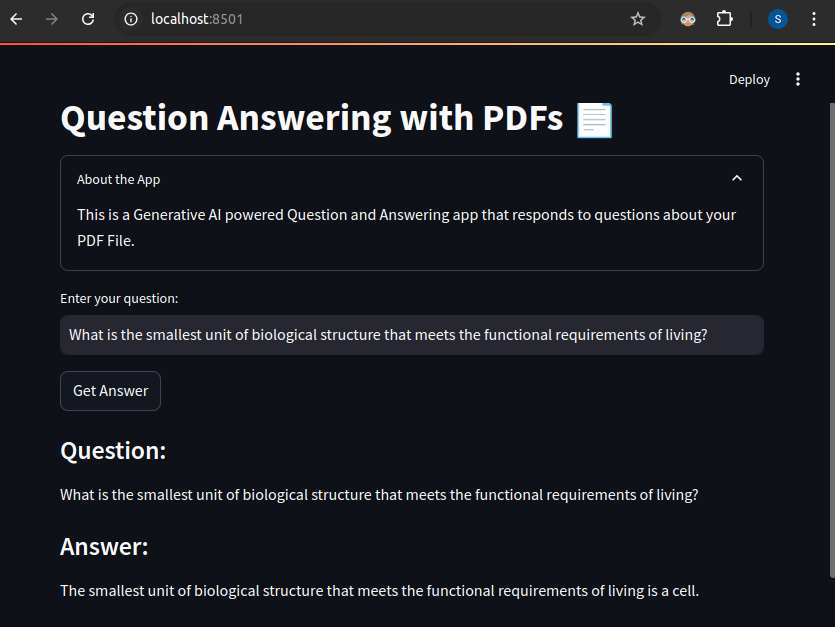 localhost:8501
S
Deploy
Question Answering with PDFs
About the App
This is a Generative AI powered Question and Answering app that responds to questions about your
PDF File.
Enter your question:
What is the smallest unit of biological structure that meets the functional requirements of living?
Get Answer
Question:
What is the smallest unit of biological structure that meets the functional requirements of living?
Answer:
The smallest unit of biological structure that meets the functional requirements of living is a cell.